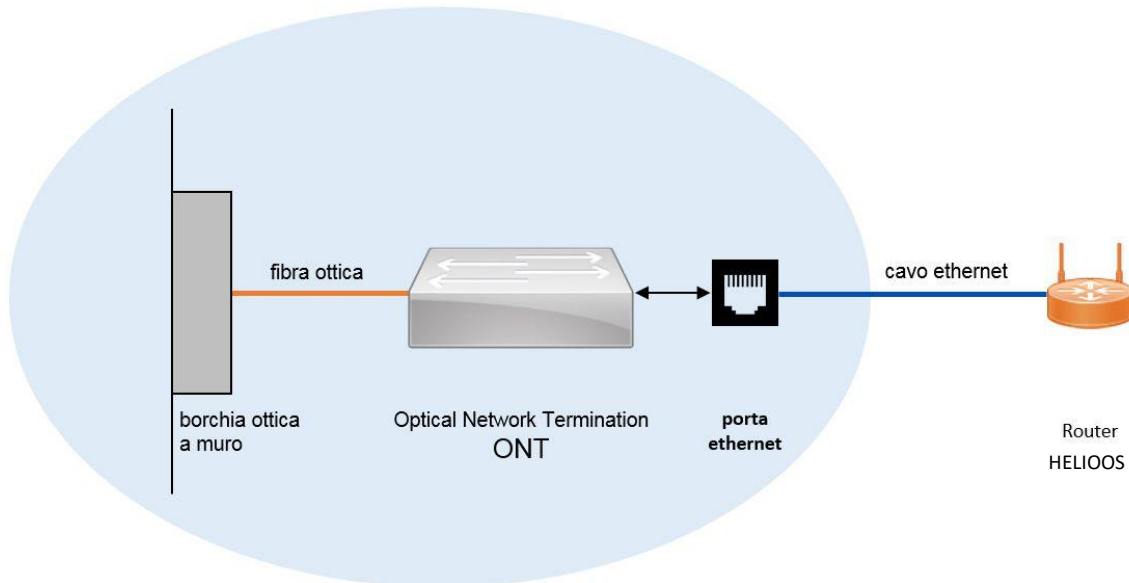 fibra ottica
cavo ethernet
borchia ottica
a muro
Optical Network Termination
ONT
porta
ethernet
Router
HELIOOS